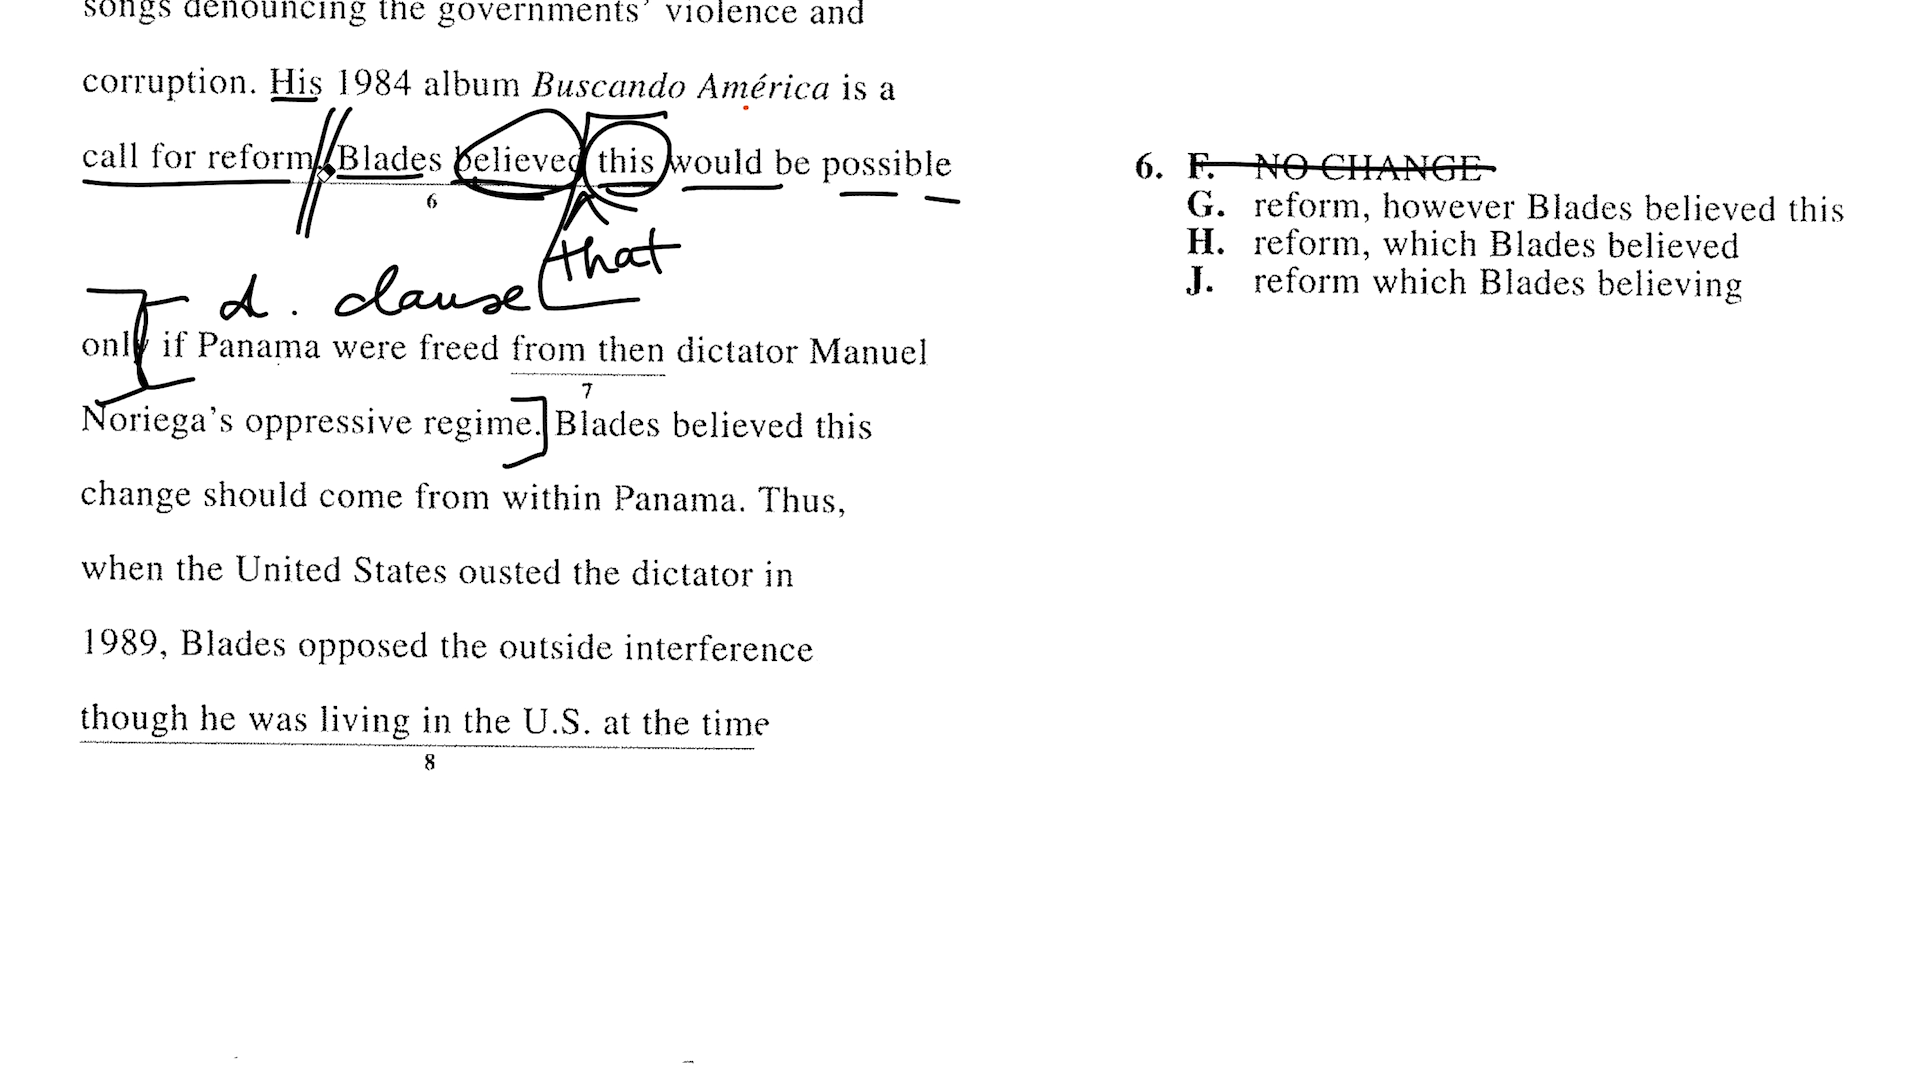 songs denouncing the governments' violence and
corruption. His 1984 album Buscando América is a
call for reform, Blades believed this would be possible
6
that
d. clause
only if Panama were freed from then dictator Manuel
7
Noriega's oppressive regime. Blades believed this
change should come from within Panama. Thus,
when the United States ousted the dictator in
1989, Blades opposed the outside interference
though he was living in the U.S. at the time
8
6. F. NO CHANGE
G. reform, however Blades believed this
H. reform, which Blades believed
J. reform which Blades believing